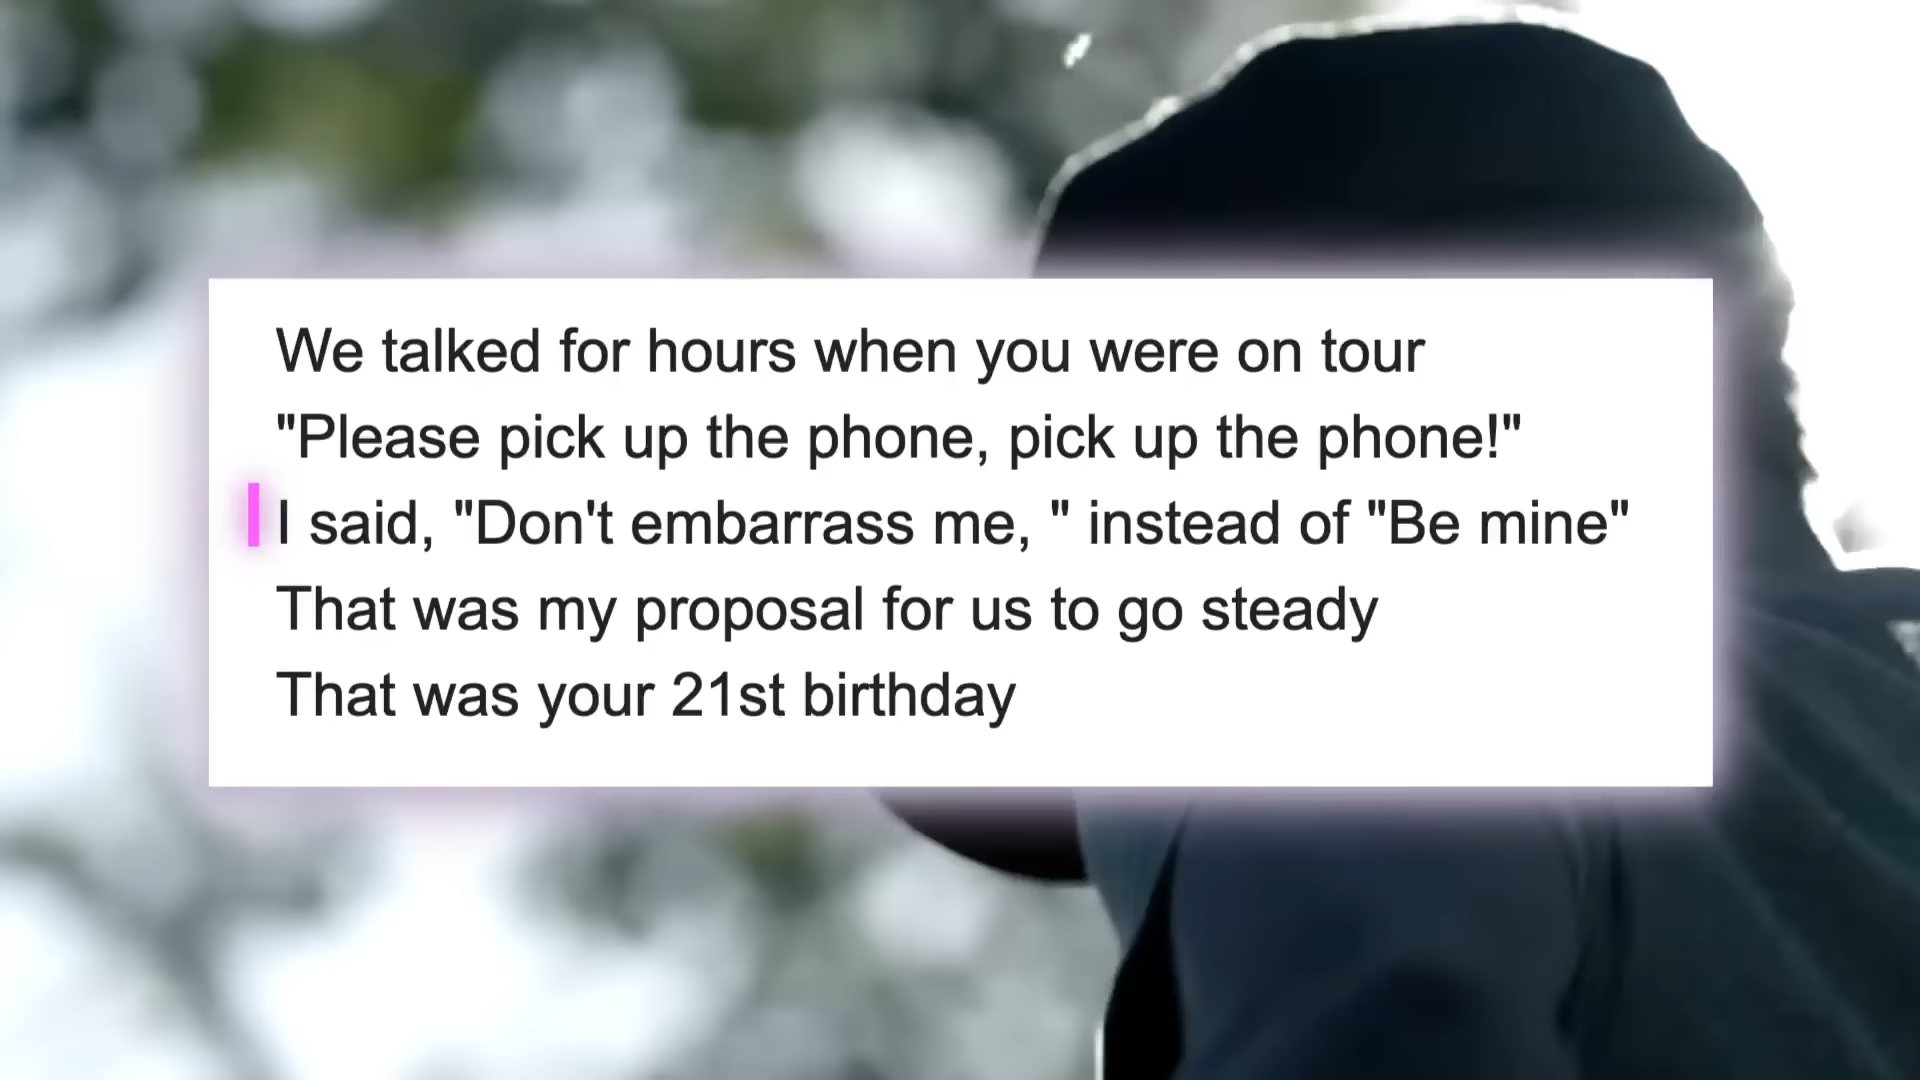 We talked for hours when you were on tour
"Please pick up the phone, pick up the phone!"
I said, "Don't embarrass me, " instead of "Be mine"
That was my proposal for us to go steady
That was your 21st birthday